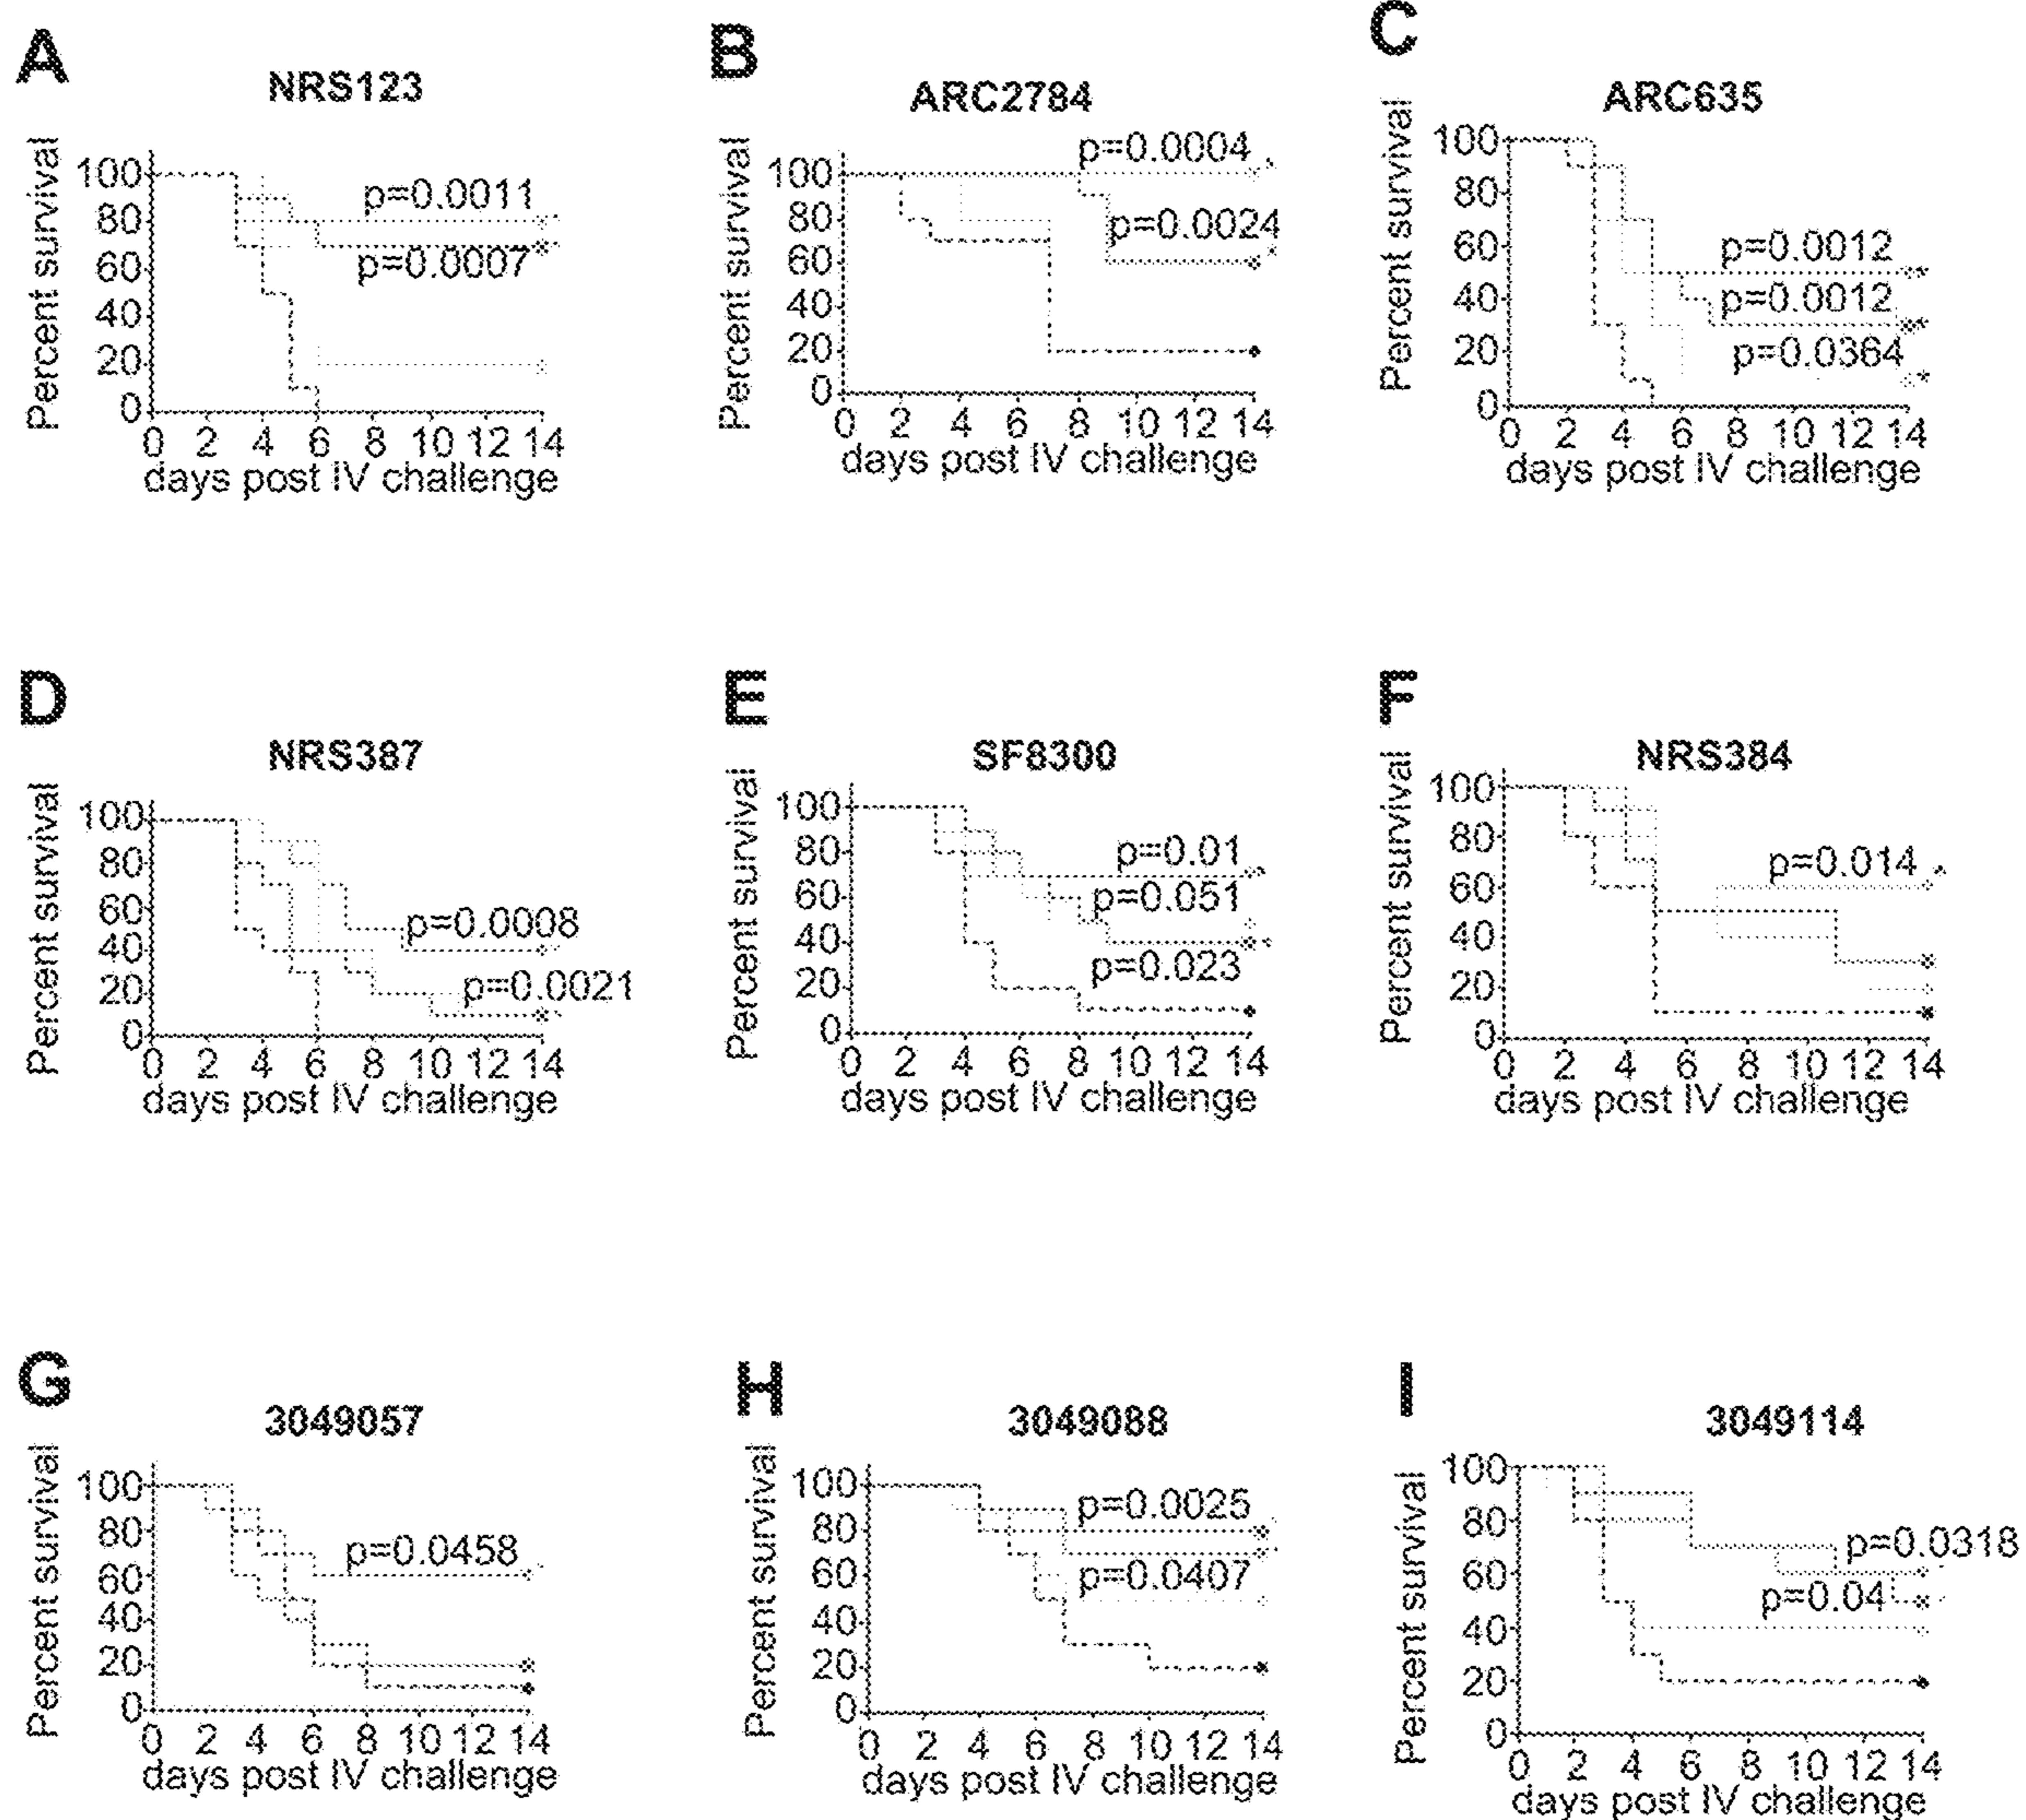 A
NRS123
Percent survival
100
80
60
40
20
0
p=0.0011
p=0.0007
0 2 4 6 8 10 12 14
days post IV challenge
B
ARC2784
Percent survival
100
80
60
40
20
0
p=0.0004
p=0.0024
0 2 4 6 8 10 12 14
days post IV challenge
C
ARC635
Percent survival
100
80
60
40
20
0
p=0.0012
p=0.0012
p=0.0364
0 2 4 6 8 10 12 14
days post IV challenge
D
NRS387
Percent survival
100
80
60
40
20
0
p=0.0008
p=0.0021
0 2 4 6 8 10 12 14
days post IV challenge
E
SF8300
Percent survival
100
80
60
40
20
0
p=0.01
p=0.051
p=0.023
0 2 4 6 8 10 12 14
days post IV challenge
F
NRS384
Percent survival
100
80
60
40
20
0
p=0.014
0 2 4 6 8 10 12 14
days post IV challenge
G
3049057
Percent survival
100
80
60
40
20
0
p=0.0458
0 2 4 6 8 10 12 14
days post IV challenge
H
3049088
Percent survival
100
80
60
40
20
0
p=0.0025
p=0.0407
0 2 4 6 8 10 12 14
days post IV challenge
I
3049114
Percent survival
100
80
60
40
20
0
p=0.0318
p=0.04
0 2 4 6 8 10 12 14
days post IV challenge